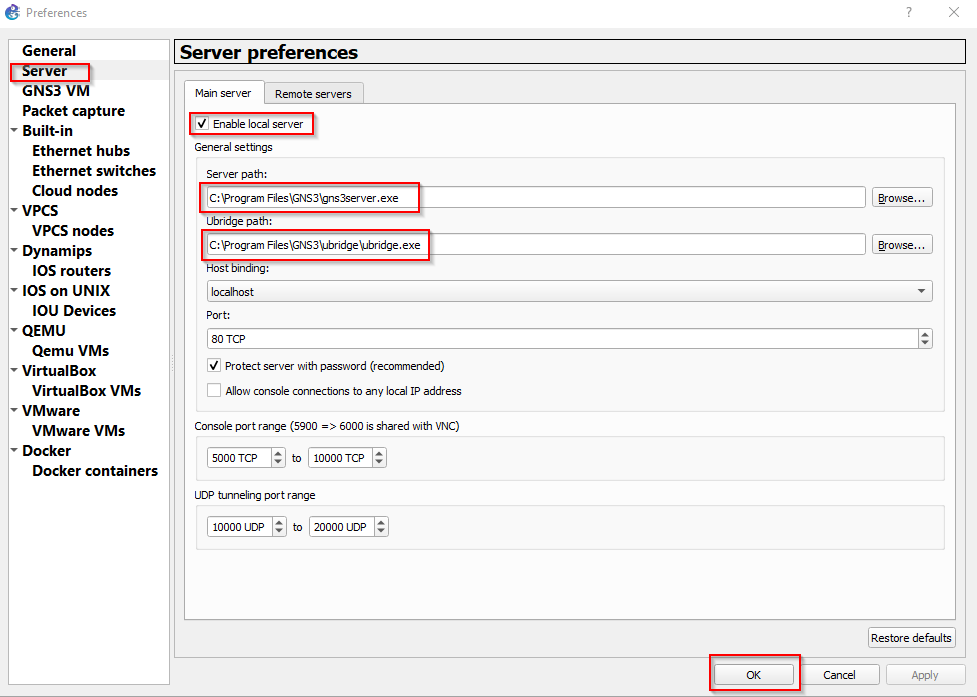 Preferences
?
General
Server
GNS3 VM
Packet capture
Built-in
Ethernet hubs
Ethernet switches
Cloud nodes
VPCS
VPCS nodes
Dynamips
IOS routers
IOS on UNIX
IOU Devices
QEMU
Qemu VMs
VirtualBox
VirtualBox VMs
VMware
VMware VMs
Docker
Docker containers
Server preferences
Main server Remote servers
Enable local server
General settings
Server path:
C:\Program Files\GNS3\gns3server.exe Browse...
Ubridge path:
C:\Program Files\GNS3\ubridge\ubridge.exe Browse...
Host binding:
localhost
Port:
80 TCP
Protect server with password (recommended)
Allow console connections to any local IP address
Console port range (5900 => 6000 is shared with VNC)
5000 TCP to 10000 TCP
UDP tunneling port range
10000 UDP to 20000 UDP
Restore defaults
OK Cancel Apply